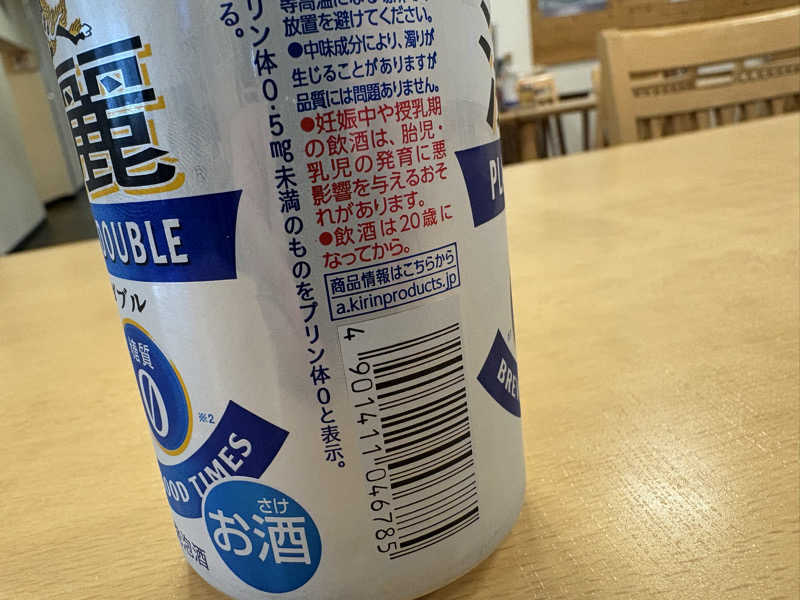 麗
DOUBLE
ブル
糖質
0
※2
GOOD TIMES
さけ
お酒
泡酒
る。
プリン体0.5mg未満のものをプリン体0と表示。
放置を避けてください。
●中味成分により、濁りが
生じることがありますが
品質には問題ありません。
●妊娠中や授乳期
の飲酒は、胎児・
乳児の発育に悪
影響を与えるおそ
れがあります。
●飲酒は20歳に
なってから。
商品情報はこちらから
a.kirinproducts.jp
4 901411 046785
PL
BRE